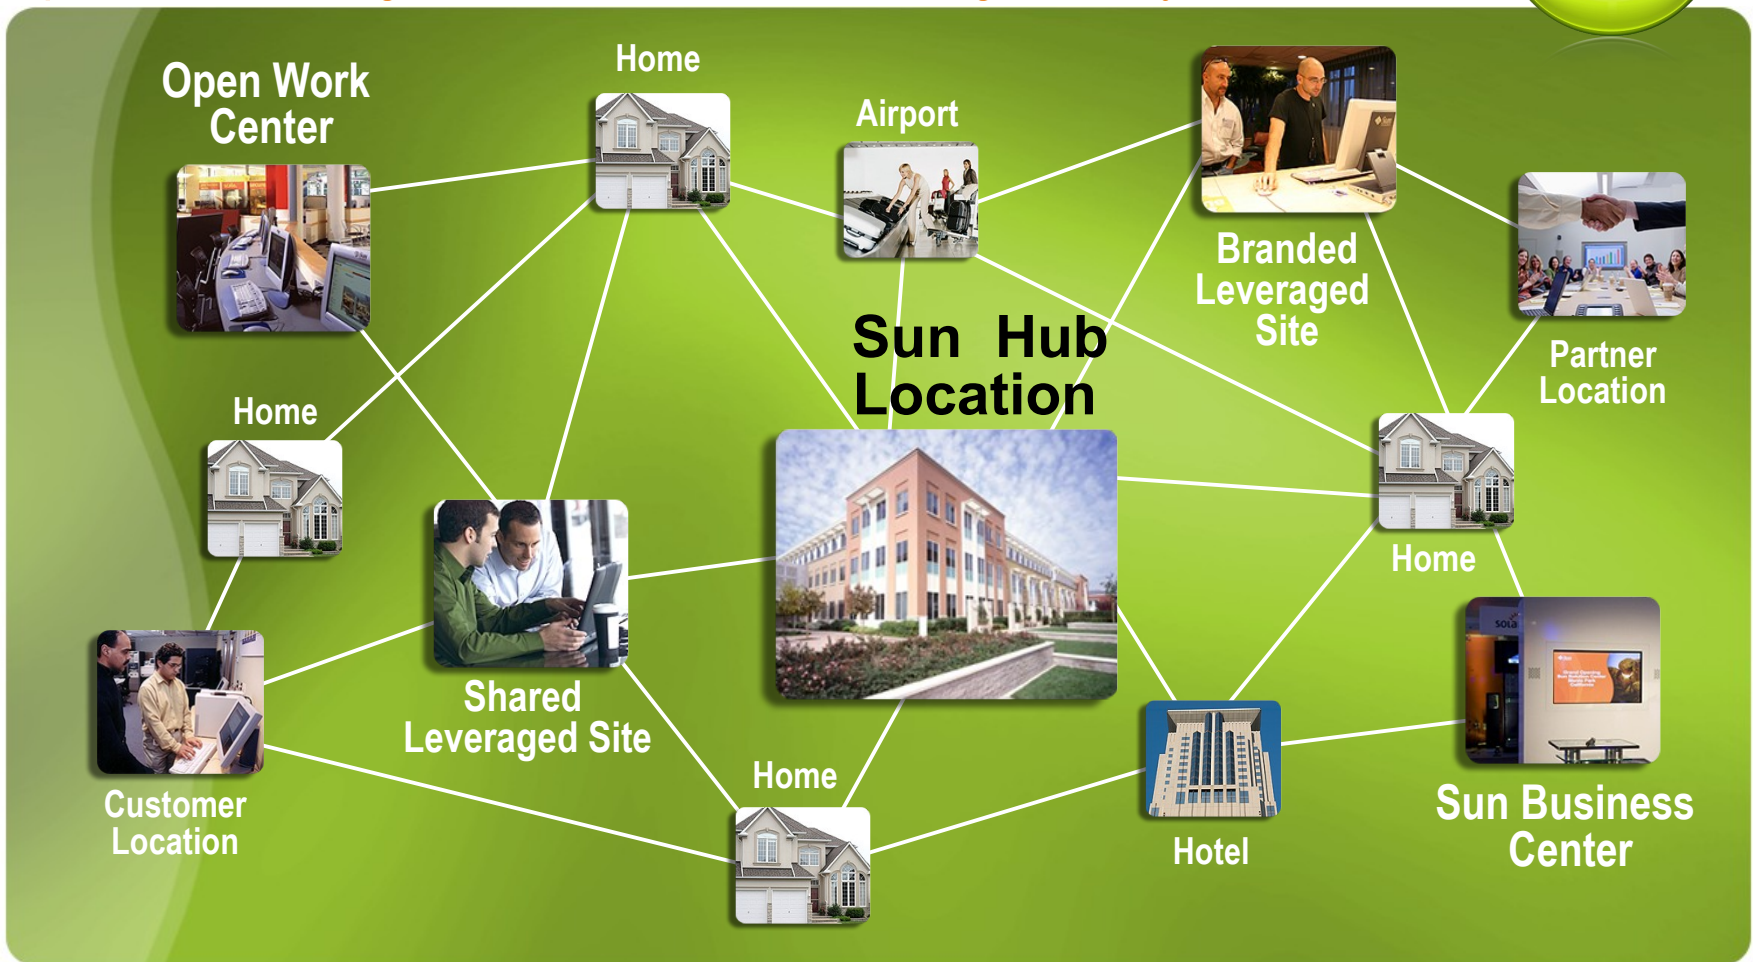 Home
Open Work
Center
Airport
Branded
Leveraged
Site
Sun Hub
Location
Partner
Location
Home
Home
Shared
Leveraged Site
Home
Customer
Location
Hotel
Sun Business
Center